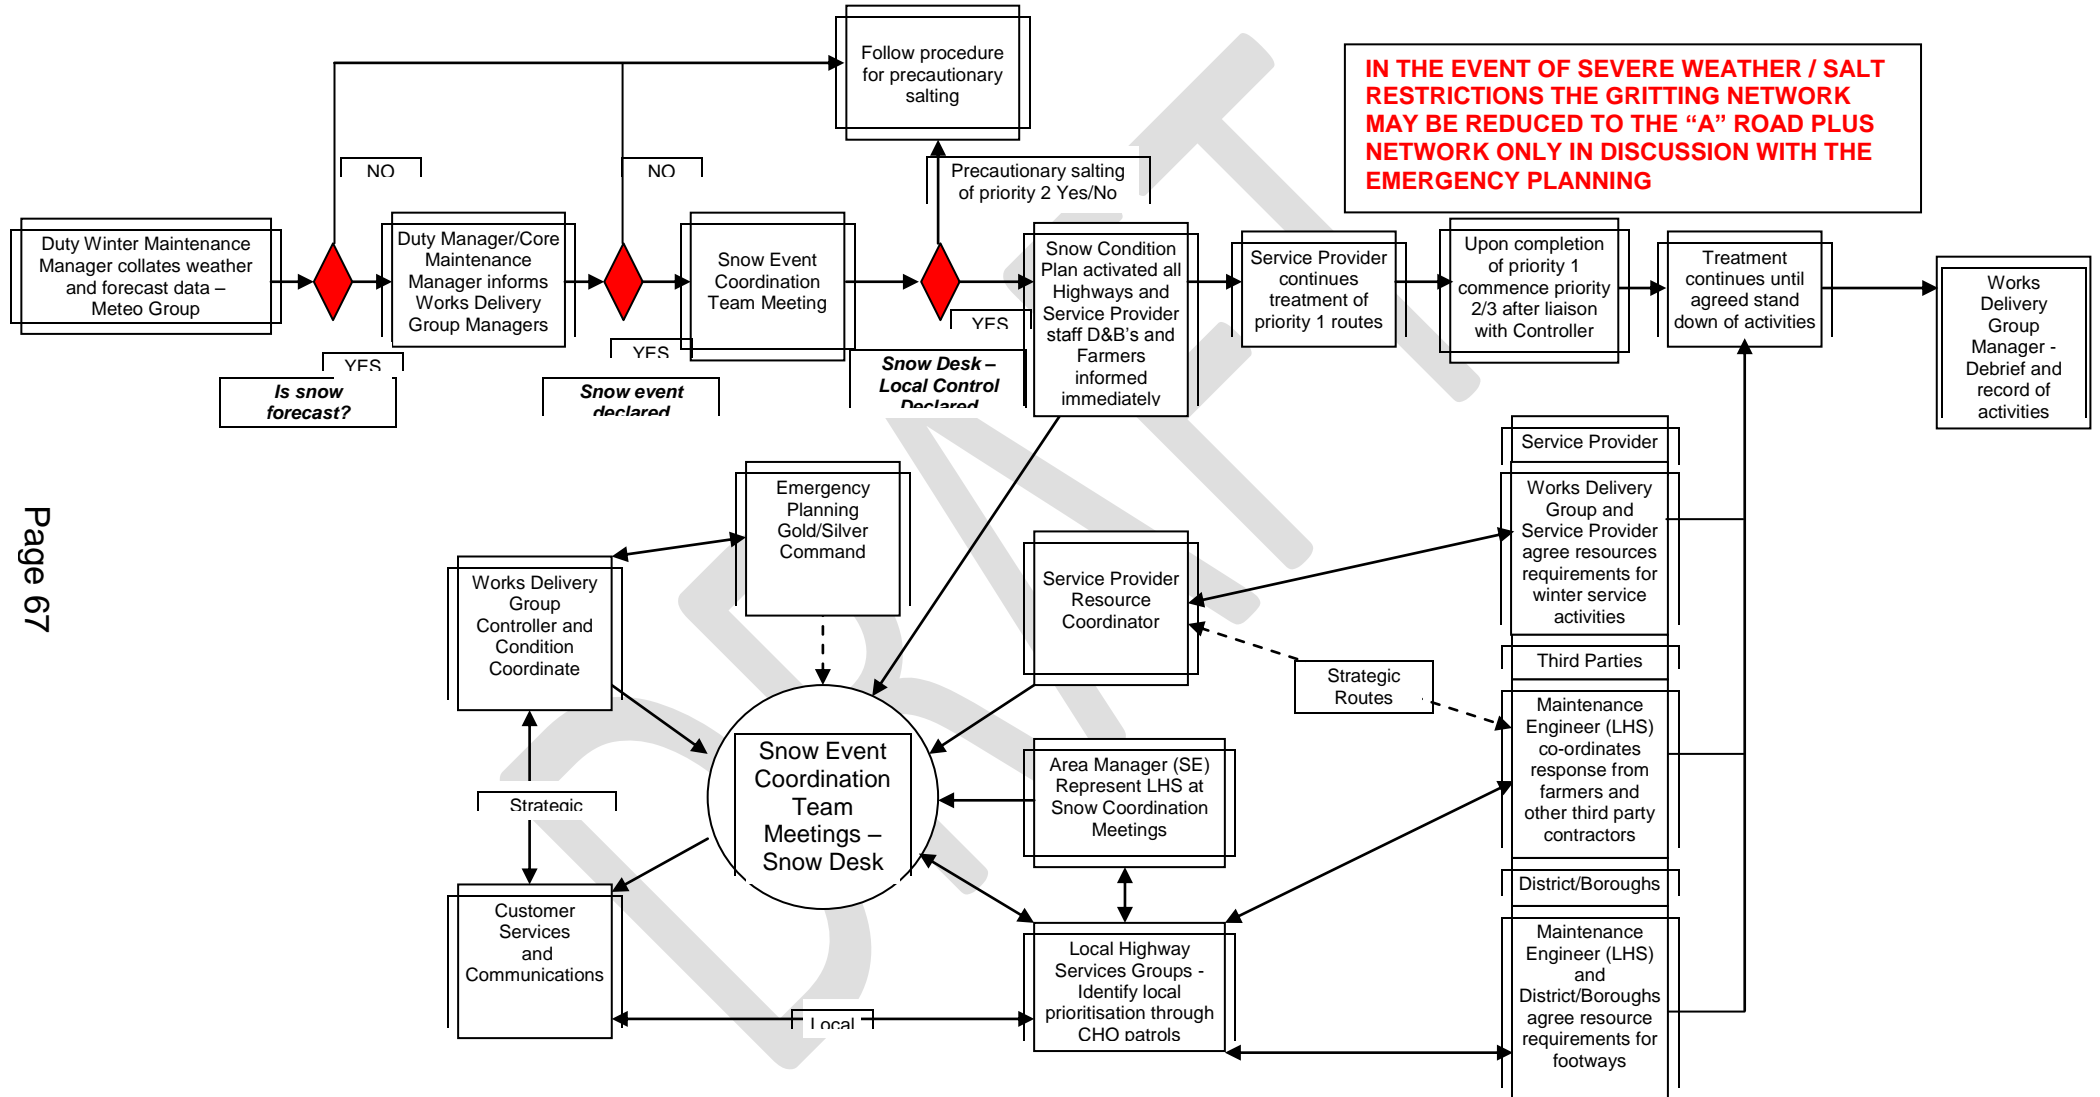 Follow procedure
for precautionary
salting
IN THE EVENT OF SEVERE WEATHER / SALT
RESTRICTIONS THE GRITTING NETWORK
MAY BE REDUCED TO THE “A” ROAD PLUS
NETWORK ONLY IN DISCUSSION WITH THE
EMERGENCY PLANNING
NO
NO
Precautionary salting
of priority 2 Yes/No
Duty Winter Maintenance
Manager collates weather
and forecast data –
Meteo Group
Duty Manager/Core
Maintenance
Manager informs
Works Delivery
Group Managers
Snow Event
Coordination
Team Meeting
Snow Condition
Plan activated all
Highways and
Service Provider
staff D&B’s and
Farmers
informed
immediately
Service Provider
continues
treatment of
priority 1 routes
Upon completion
of priority 1
commence priority
2/3 after liaison
with Controller
Treatment
continues until
agreed stand
down of activities
Works
Delivery
Group
Manager -
Debrief and
record of
activities
YES
YES
YES
Is snow
forecast?
Snow event
declared
Snow Desk –
Local Control
Declared
Emergency
Planning
Gold/Silver
Command
Works Delivery
Group
Controller and
Condition
Coordinate
Service Provider
Resource
Coordinator
Service Provider
Works Delivery
Group and
Service Provider
agree resources
requirements for
winter service
activities
Third Parties
Strategic
Routes
Maintenance
Engineer (LHS)
co-ordinates
response from
farmers and
other third party
contractors
Snow Event
Coordination
Team
Meetings –
Snow Desk
Area Manager (SE)
Represent LHS at
Snow Coordination
Meetings
Strategic
District/Boroughs
Customer
Services
and
Communications
Local
Local Highway
Services Groups -
Identify local
prioritisation through
CHO patrols
Maintenance
Engineer (LHS)
and
District/Boroughs
agree resource
requirements for
footways
Page 67
DRAFT